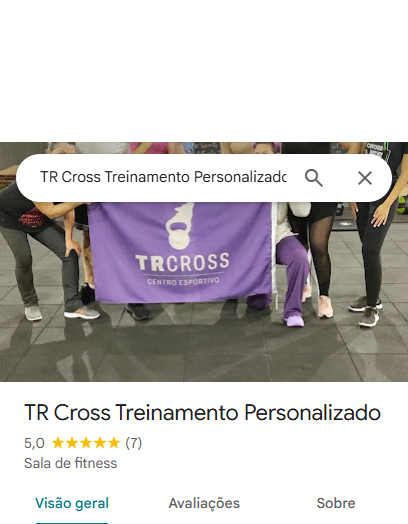 TR Cross Treinamento Personalizado
TRCROSS
CENTRO ESPORTIVO
TR Cross Treinamento Personalizado
5,0 (7)
Sala de fitness
Visão geral
Avaliações
Sobre